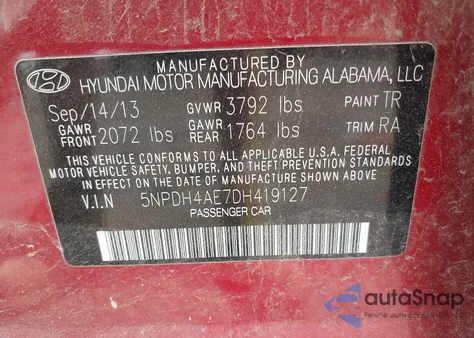 MANUFACTURED BY
HYUNDAI MOTOR MANUFACTURING ALABAMA, LLC
Sep/14/13 GVWR 3792 lbs PAINT TR
GAWR FRONT 2072 lbs GAWR REAR 1764 lbs TRIM RA
THIS VEHICLE CONFORMS TO ALL APPLICABLE U.S.A. FEDERAL
MOTOR VEHICLE SAFETY, BUMPER, AND THEFT PREVENTION STANDARDS
IN EFFECT ON THE DATE OF MANUFACTURE SHOWN ABOVE.
V.I.N 5NPDH4AE7DH419127
PASSENGER CAR
autoSnap